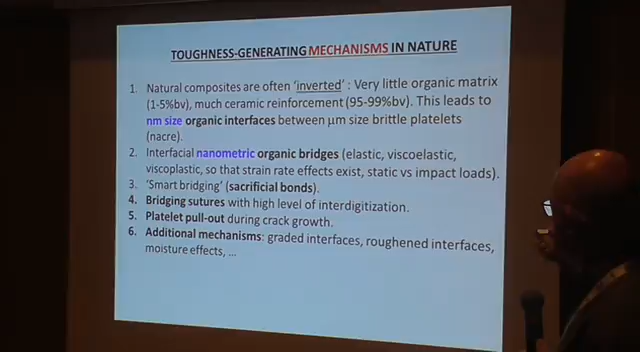 TOUGHNESS-GENERATING MECHANISMS IN NATURE
1. Natural composites are often 'inverted' : Very little organic matrix
(1-5%bv), much ceramic reinforcement (95-99%bv). This leads to
nm size organic interfaces between μm size brittle platelets
(nacre).
2. Interfacial nanometric organic bridges (elastic, viscoelastic,
viscoplastic, so that strain rate effects exist, static vs impact loads).
3. 'Smart bridging' (sacrificial bonds).
4. Bridging sutures with high level of interdigitization.
5. Platelet pull-out during crack growth.
6. Additional mechanisms: graded interfaces, roughened interfaces,
moisture effects, ...